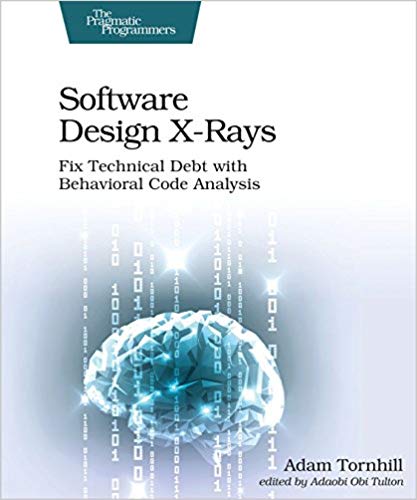 The
Pragmatic
Programmers
Software
Design X-Rays
Fix Technical Debt with
Behavioral Code Analysis
Adam Tornhill
edited by Adaobi Obi Tulton